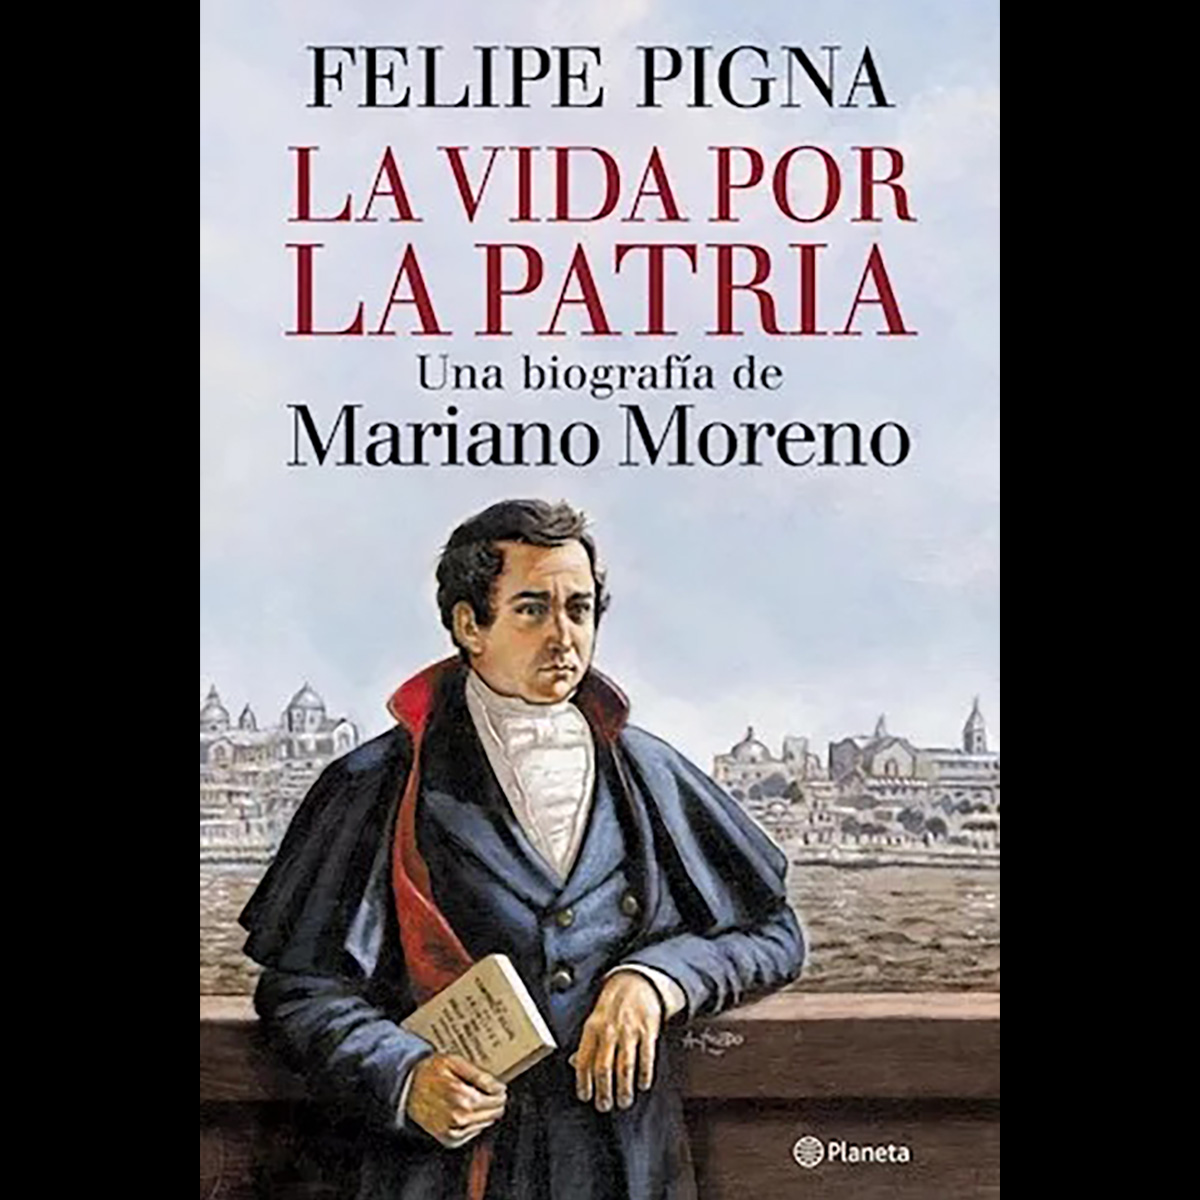 FELIPE PIGNA
LA VIDA POR
LA PATRIA
Una biografía de
Mariano Moreno
Planeta